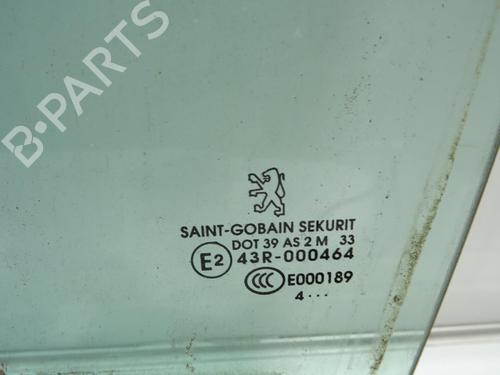 B-PARTS
SAINT-GOBAIN SEKURIT
DOT 39 AS 2 M 33
E2 43R-000464
CCC E000189
4 ···